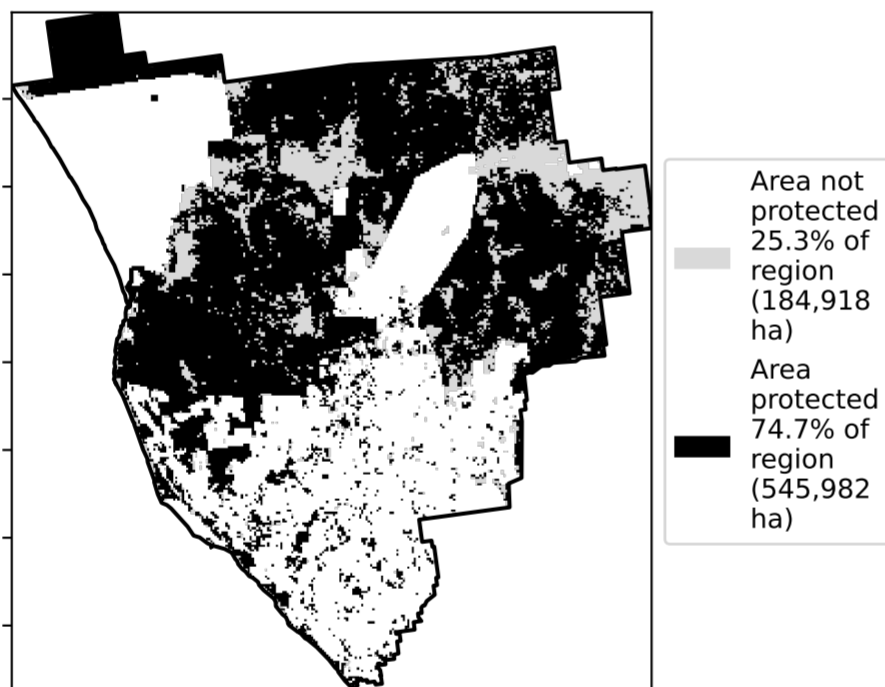 Area not
protected
25.3% of
region
(184,918
ha)
Area
protected
74.7% of
region
(545,982
ha)